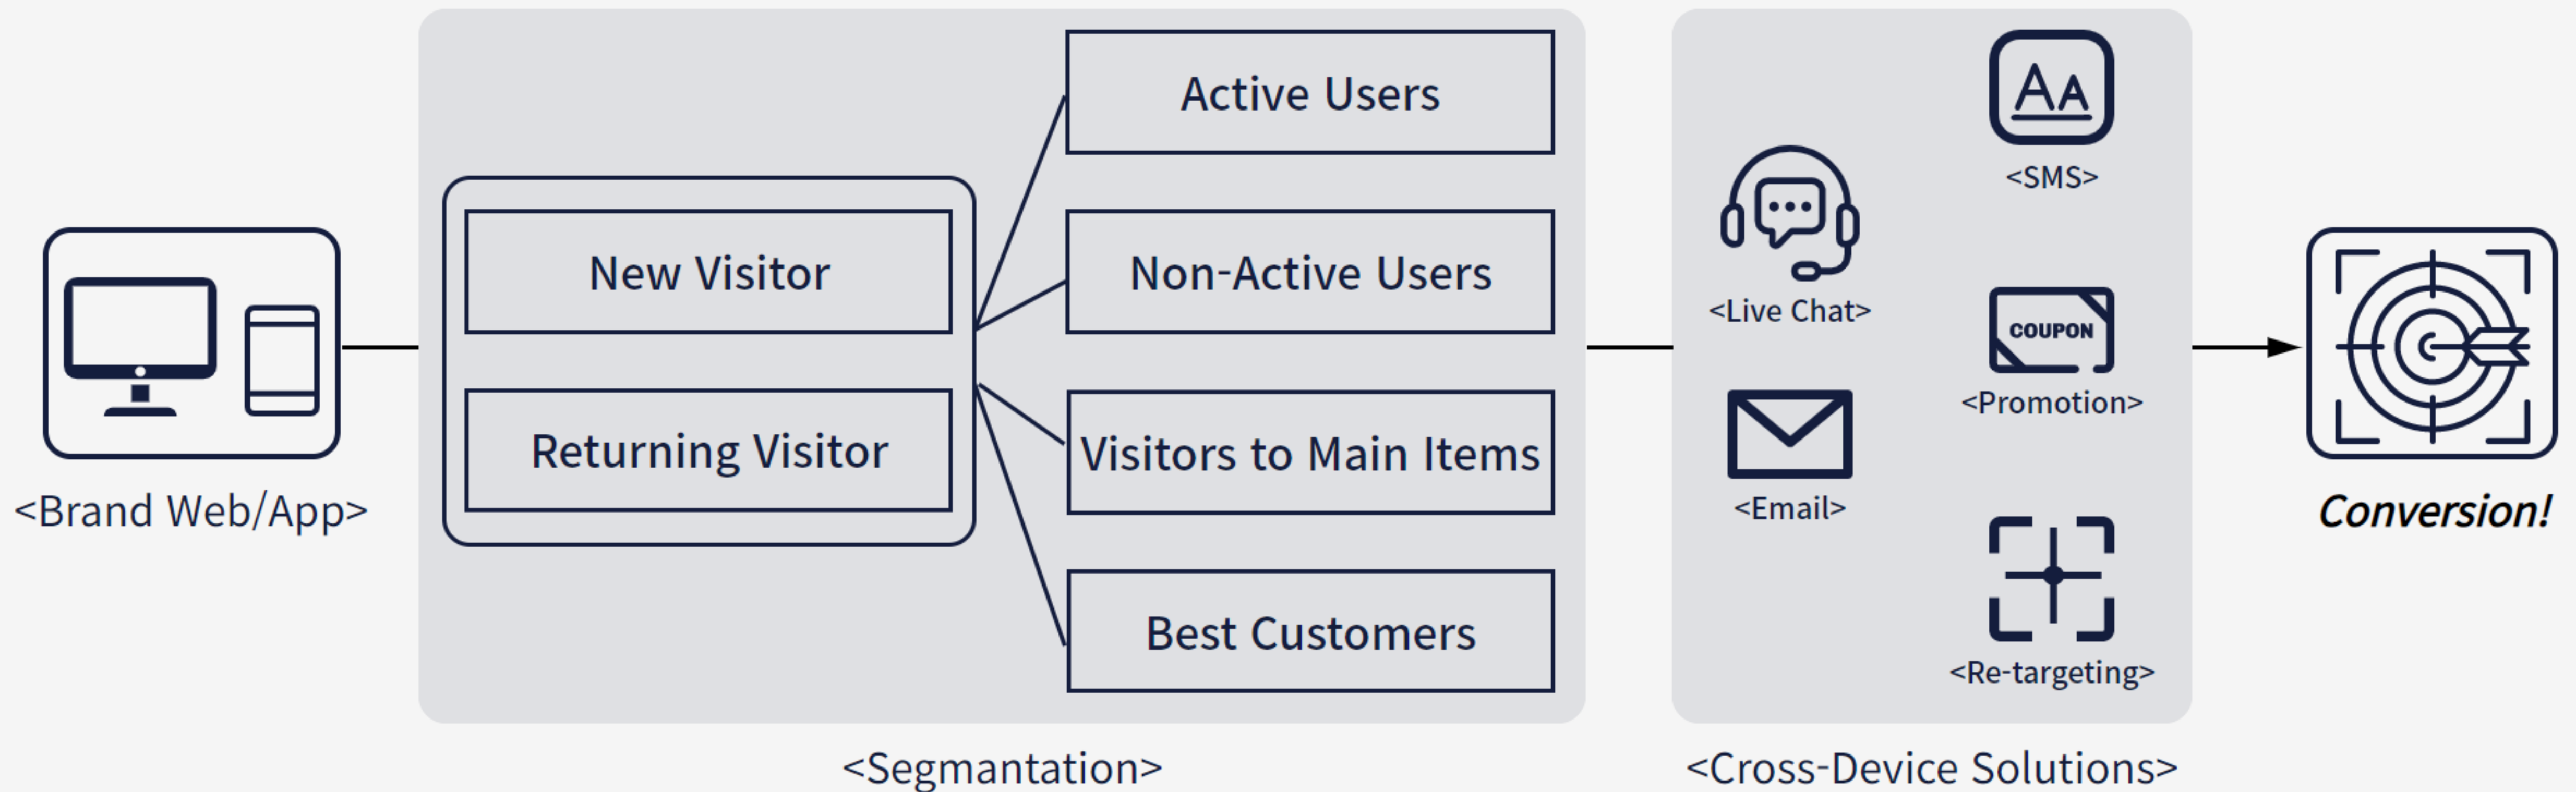 <Brand Web/App>
New Visitor
Returning Visitor
Active Users
Non-Active Users
Visitors to Main Items
Best Customers
<Segmantation>
AA
<SMS>
<Live Chat>
COUPON
<Promotion>
<Email>
<Re-targeting>
<Cross-Device Solutions>
Conversion!